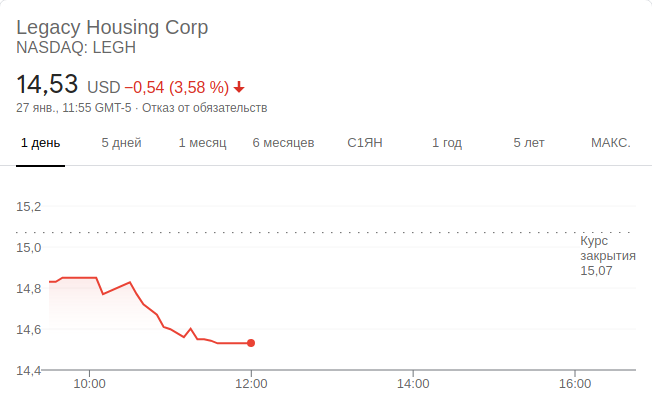 Legacy Housing Corp
NASDAQ: LEGH
14,53 USD −0,54 (3,58 %)
27 янв., 11:55 GMT-5 · Отказ от обязательств
1 день 5 дней 1 месяц 6 месяцев С1ЯН 1 год 5 лет МАКС.
15,2
15,0
14,8
14,6
14,4
Курс
закрытия
15,07
10:00 12:00 14:00 16:00